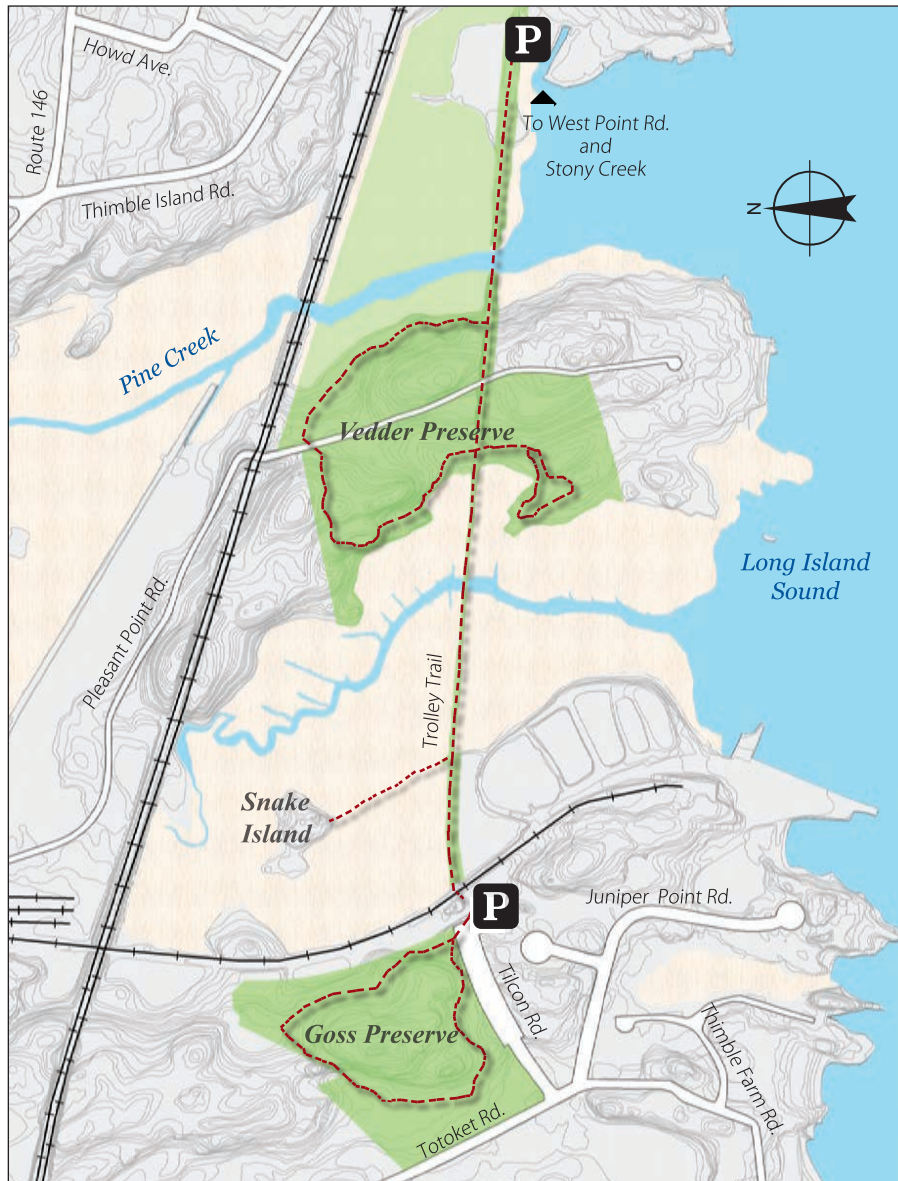 P
Howd Ave.
Route 146
To West Point Rd.
and
Stony Creek
Thimble Island Rd.
N
Pine Creek
Vedder Preserve
Long Island
Sound
Pleasant Point Rd.
Trolley Trail
Snake
Island
P
Juniper Point Rd.
Tilcon Rd.
Goss Preserve
Thimble Farm Rd.
Totoket Rd.